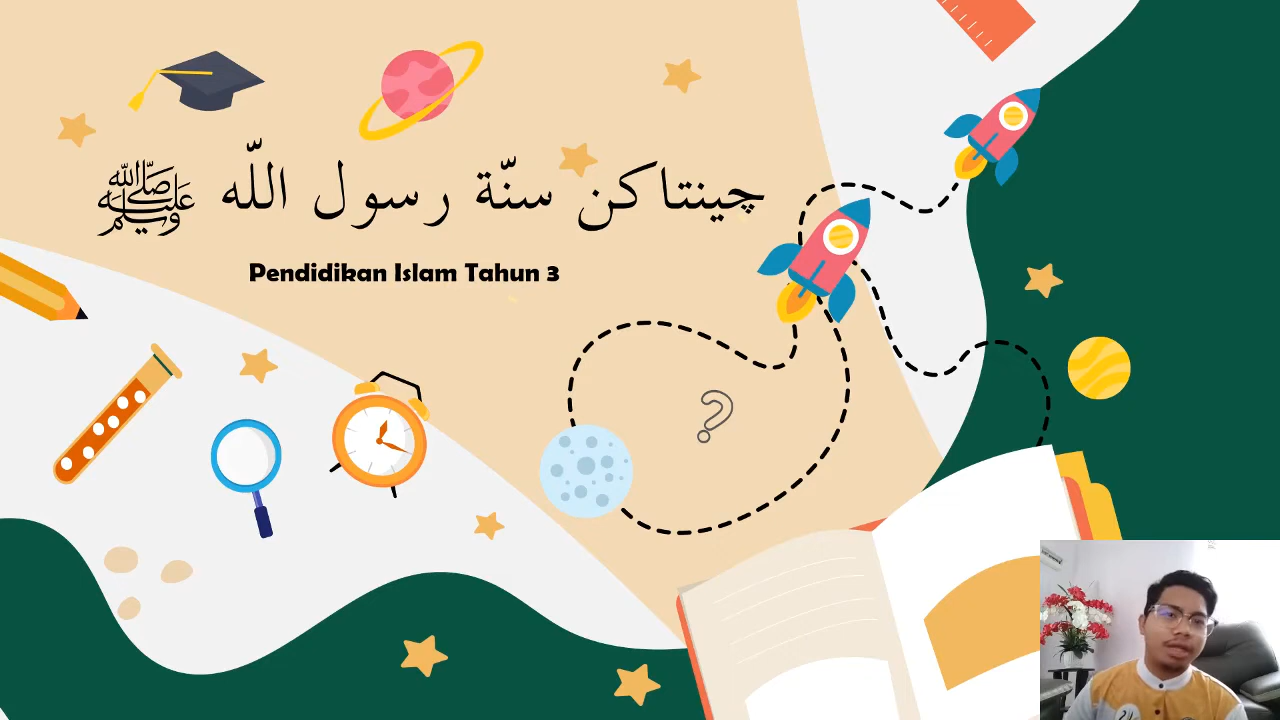 چينتاکن سنّة رسول اللّٰه ﷺ
Pendidikan Islam Tahun 3
?